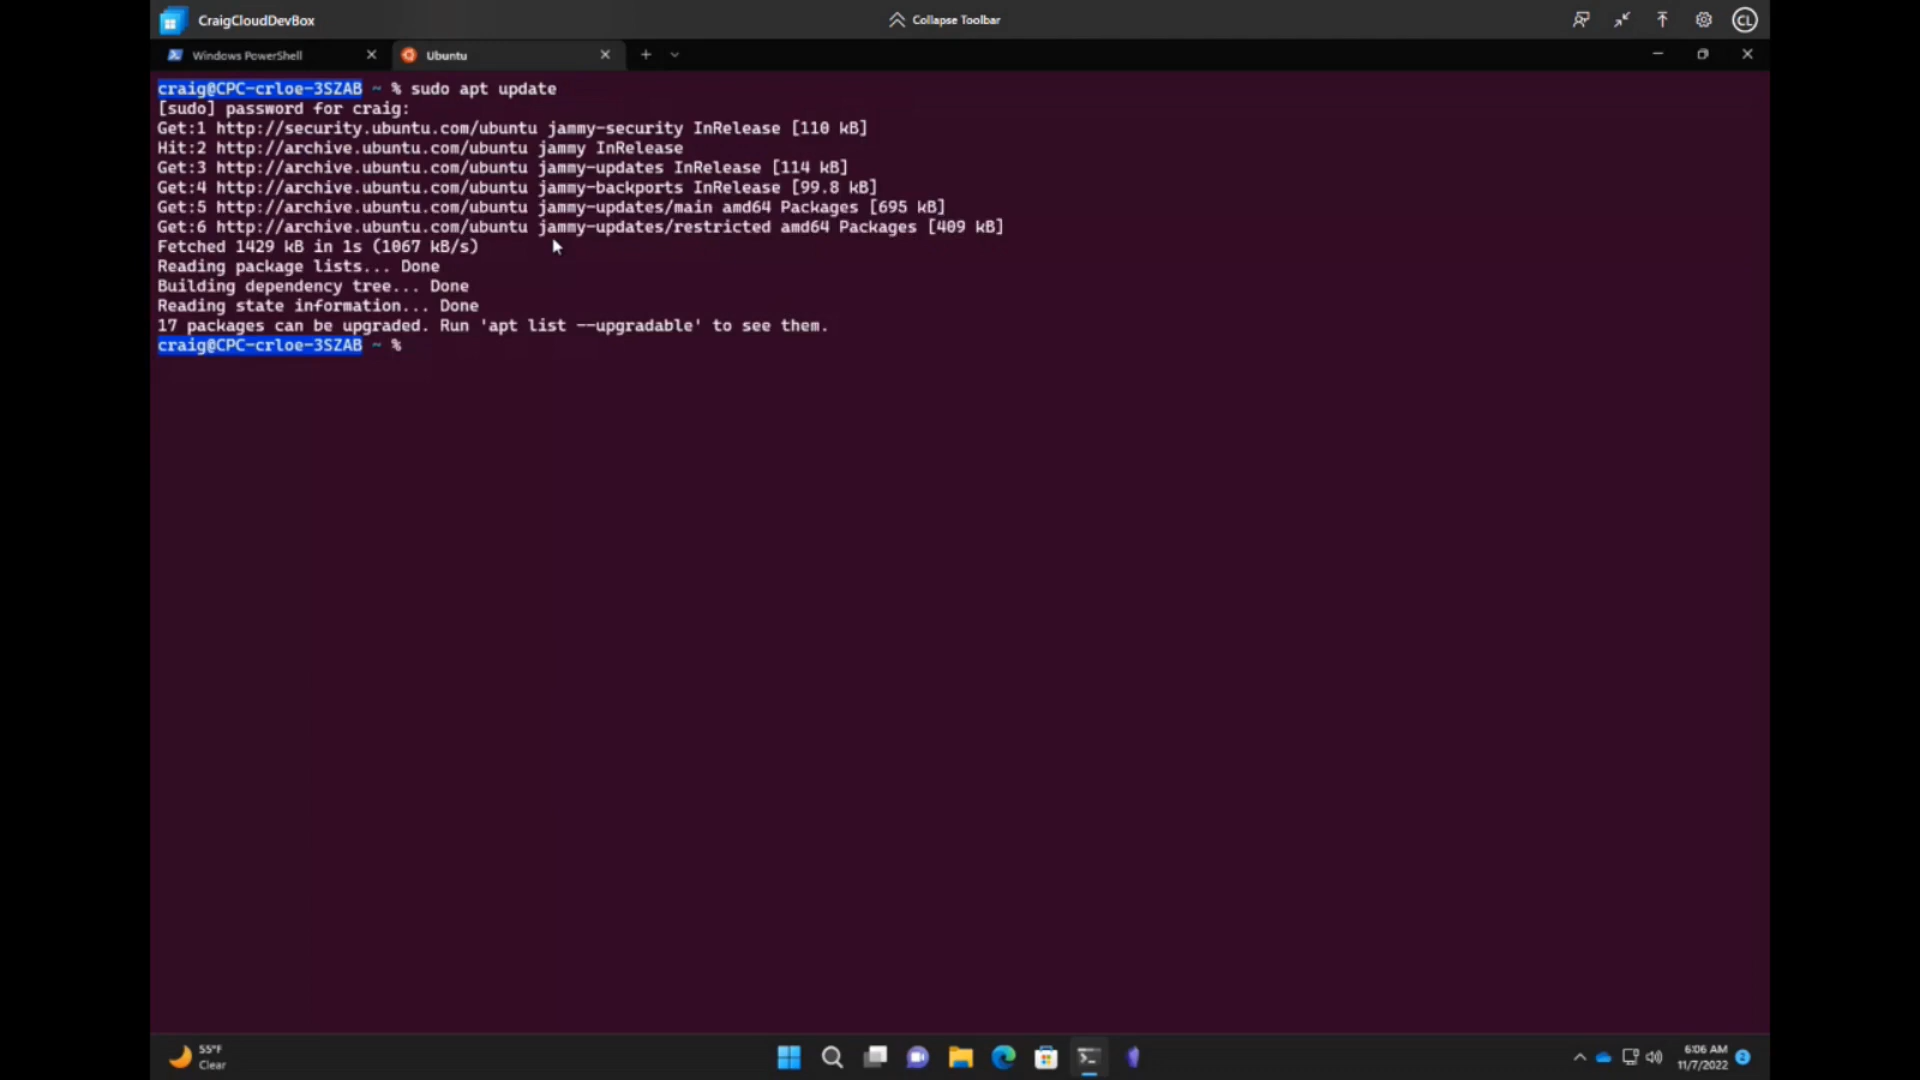 CraigCloudDevBox
Collapse Toolbar
CL
Windows PowerShell
Ubuntu
craig@CPC-crloe-3SZAB ~ % sudo apt update
[sudo] password for craig:
Get:1 http://security.ubuntu.com/ubuntu jammy-security InRelease [110 kB]
Hit:2 http://archive.ubuntu.com/ubuntu jammy InRelease
Get:3 http://archive.ubuntu.com/ubuntu jammy-updates InRelease [114 kB]
Get:4 http://archive.ubuntu.com/ubuntu jammy-backports InRelease [99.8 kB]
Get:5 http://archive.ubuntu.com/ubuntu jammy-updates/main amd64 Packages [695 kB]
Get:6 http://archive.ubuntu.com/ubuntu jammy-updates/restricted amd64 Packages [409 kB]
Fetched 1429 kB in 1s (1067 kB/s)
Reading package lists... Done
Building dependency tree... Done
Reading state information... Done
17 packages can be upgraded. Run 'apt list --upgradable' to see them.
craig@CPC-crloe-3SZAB ~ %
55°F
Clear
6:06 AM
11/7/2022
2